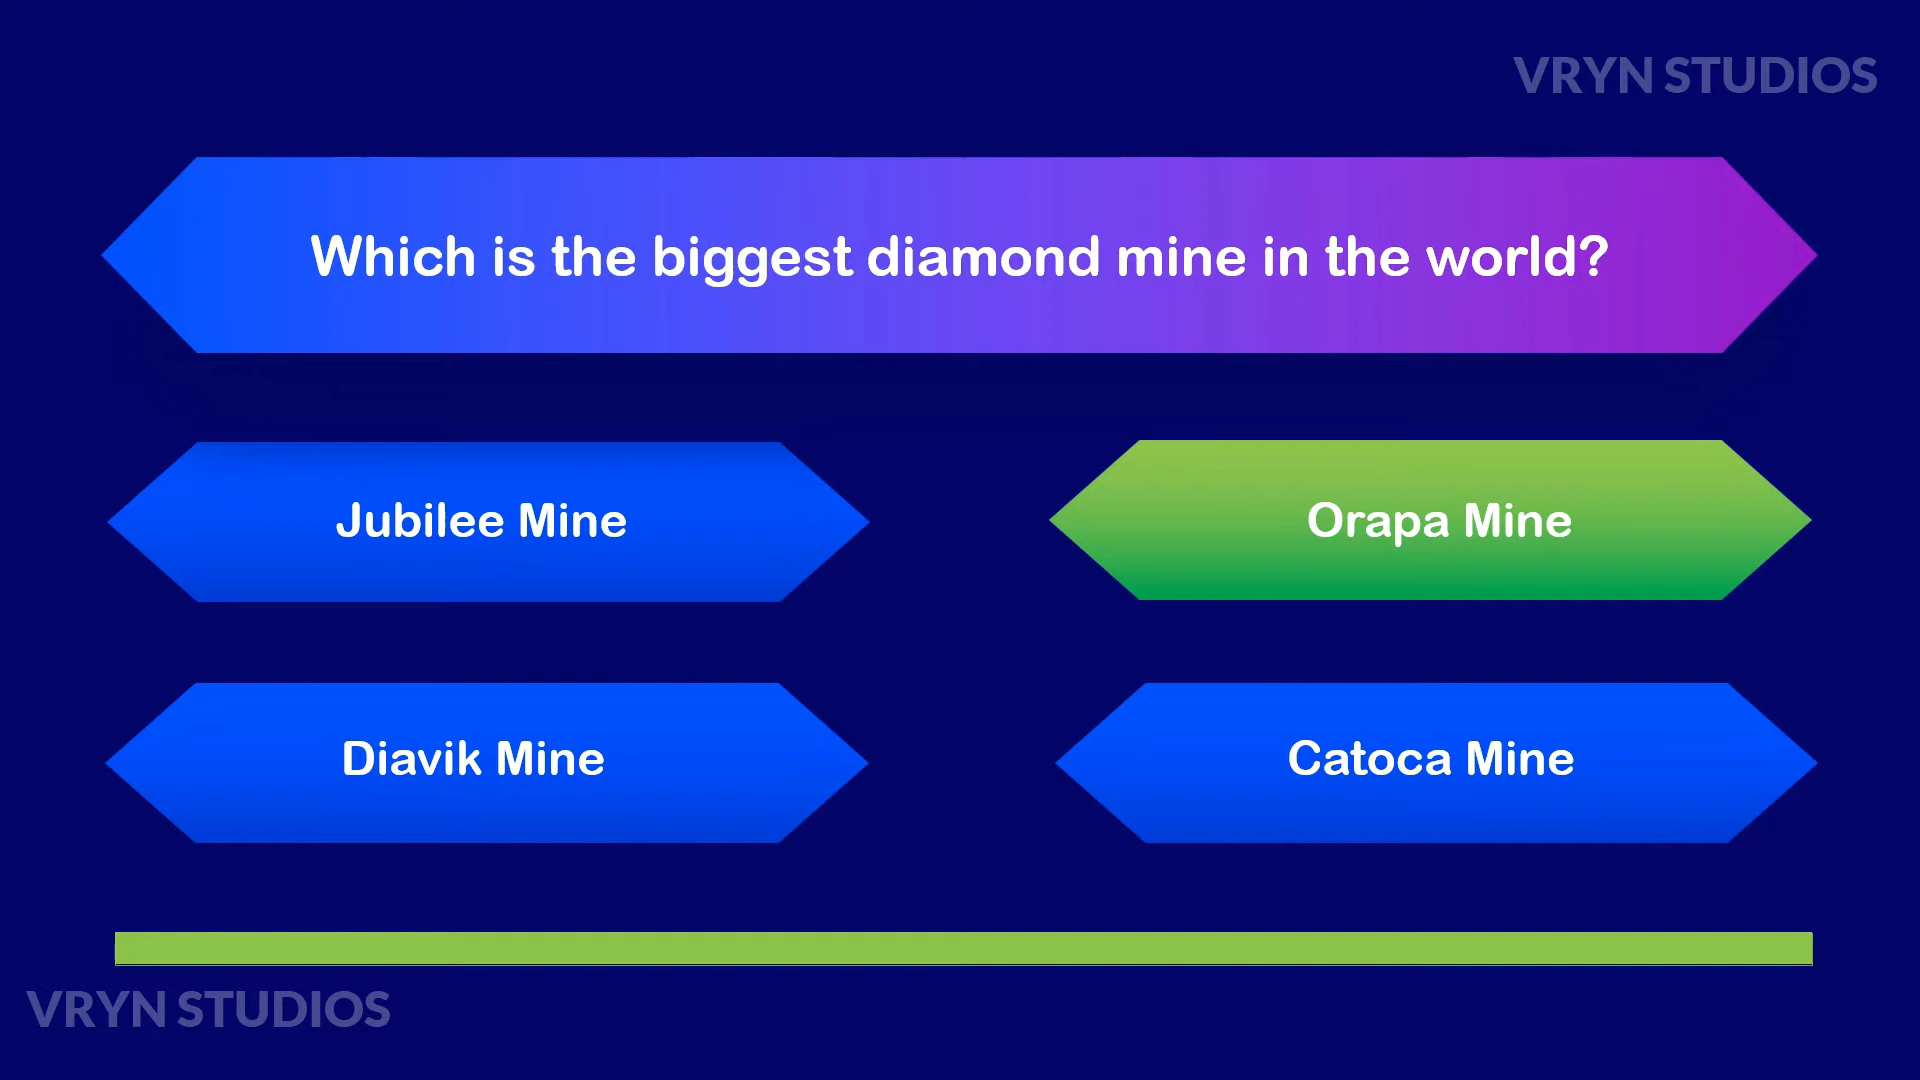 VRYN STUDIOS
Which is the biggest diamond mine in the world?
Jubilee Mine
Orapa Mine
Diavik Mine
Catoca Mine
VRYN STUDIOS